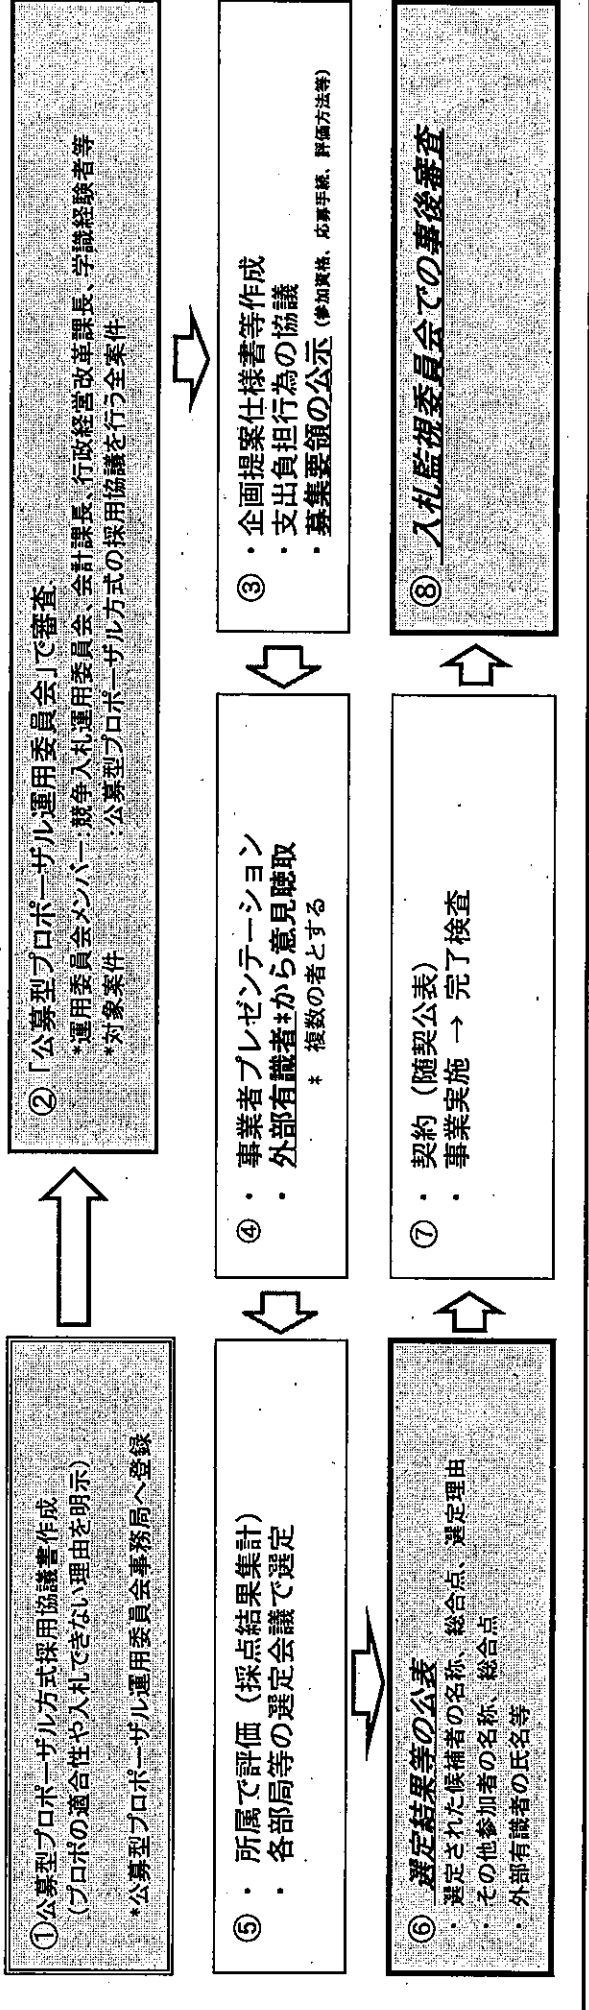 ①公募型プロポーザル方式採用協議書作成
（プロポの適合性や入札できない理由を明示）
*公募型プロポーザル運用委員会事務局へ登録
②「公募型プロポーザル運用委員会」で審査
*運用委員会メンバー：競争入札運用委員会、会計課長、行政経営改革課長、学識経験者等
*対象案件　：公募型プロポーザル方式の採用協議を行う全案件
③・企画提案仕様書等作成
・支出負担行為の協議
・募集要領の公示（参加資格、応募手続、評価方法等）
④・事業者プレゼンテーション
・外部有識者*から意見聴取
*　複数の者とする
⑤・所属で評価（採点結果集計）
・各部局等の選定会議で選定
⑥　選定結果等の公表
・選定された候補者の名称、総合点、選定理由
・その他参加者の名称、総合点
・外部有識者の氏名等
⑦・契約（随契公表）
・事業実施 → 完了検査
⑧　入札監視委員会での事後審査